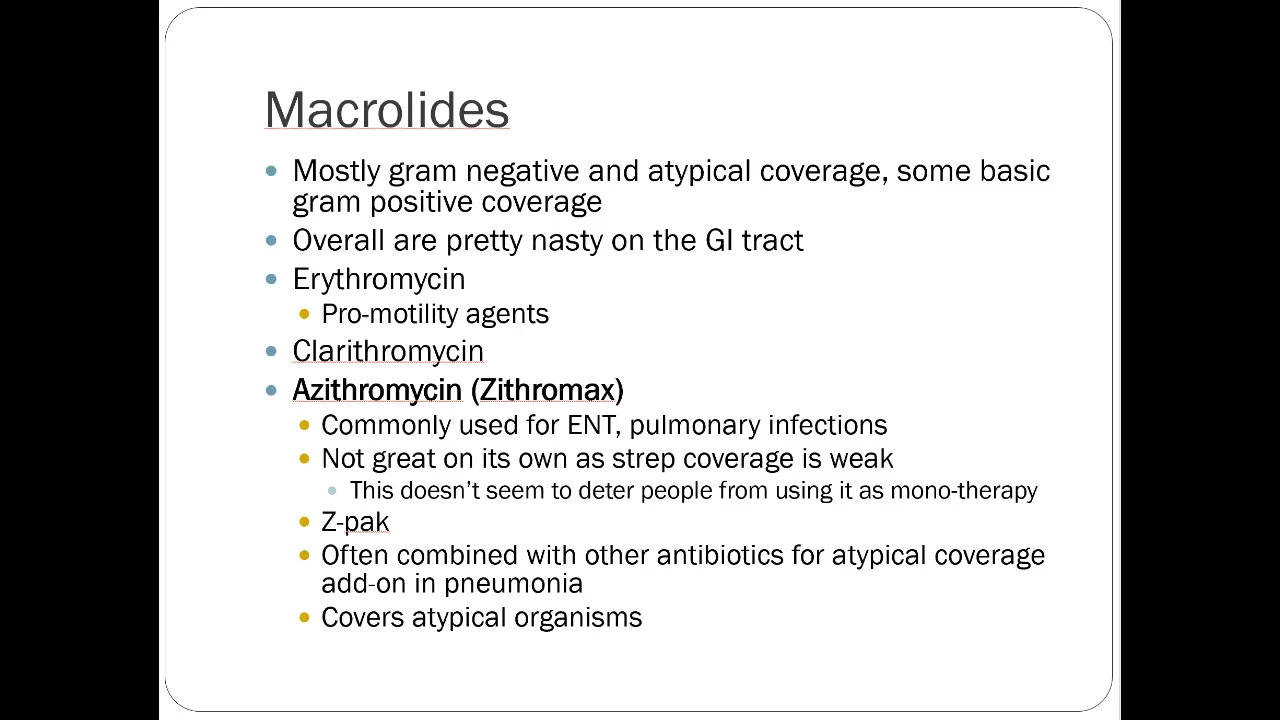 Macrolides
Mostly gram negative and atypical coverage, some basic
gram positive coverage
Overall are pretty nasty on the GI tract
Erythromycin
Pro-motility agents
Clarithromycin
Azithromycin (Zithromax)
Commonly used for ENT, pulmonary infections
Not great on its own as strep coverage is weak
This doesn't seem to deter people from using it as mono-therapy
Z-pak
Often combined with other antibiotics for atypical coverage
add-on in pneumonia
Covers atypical organisms